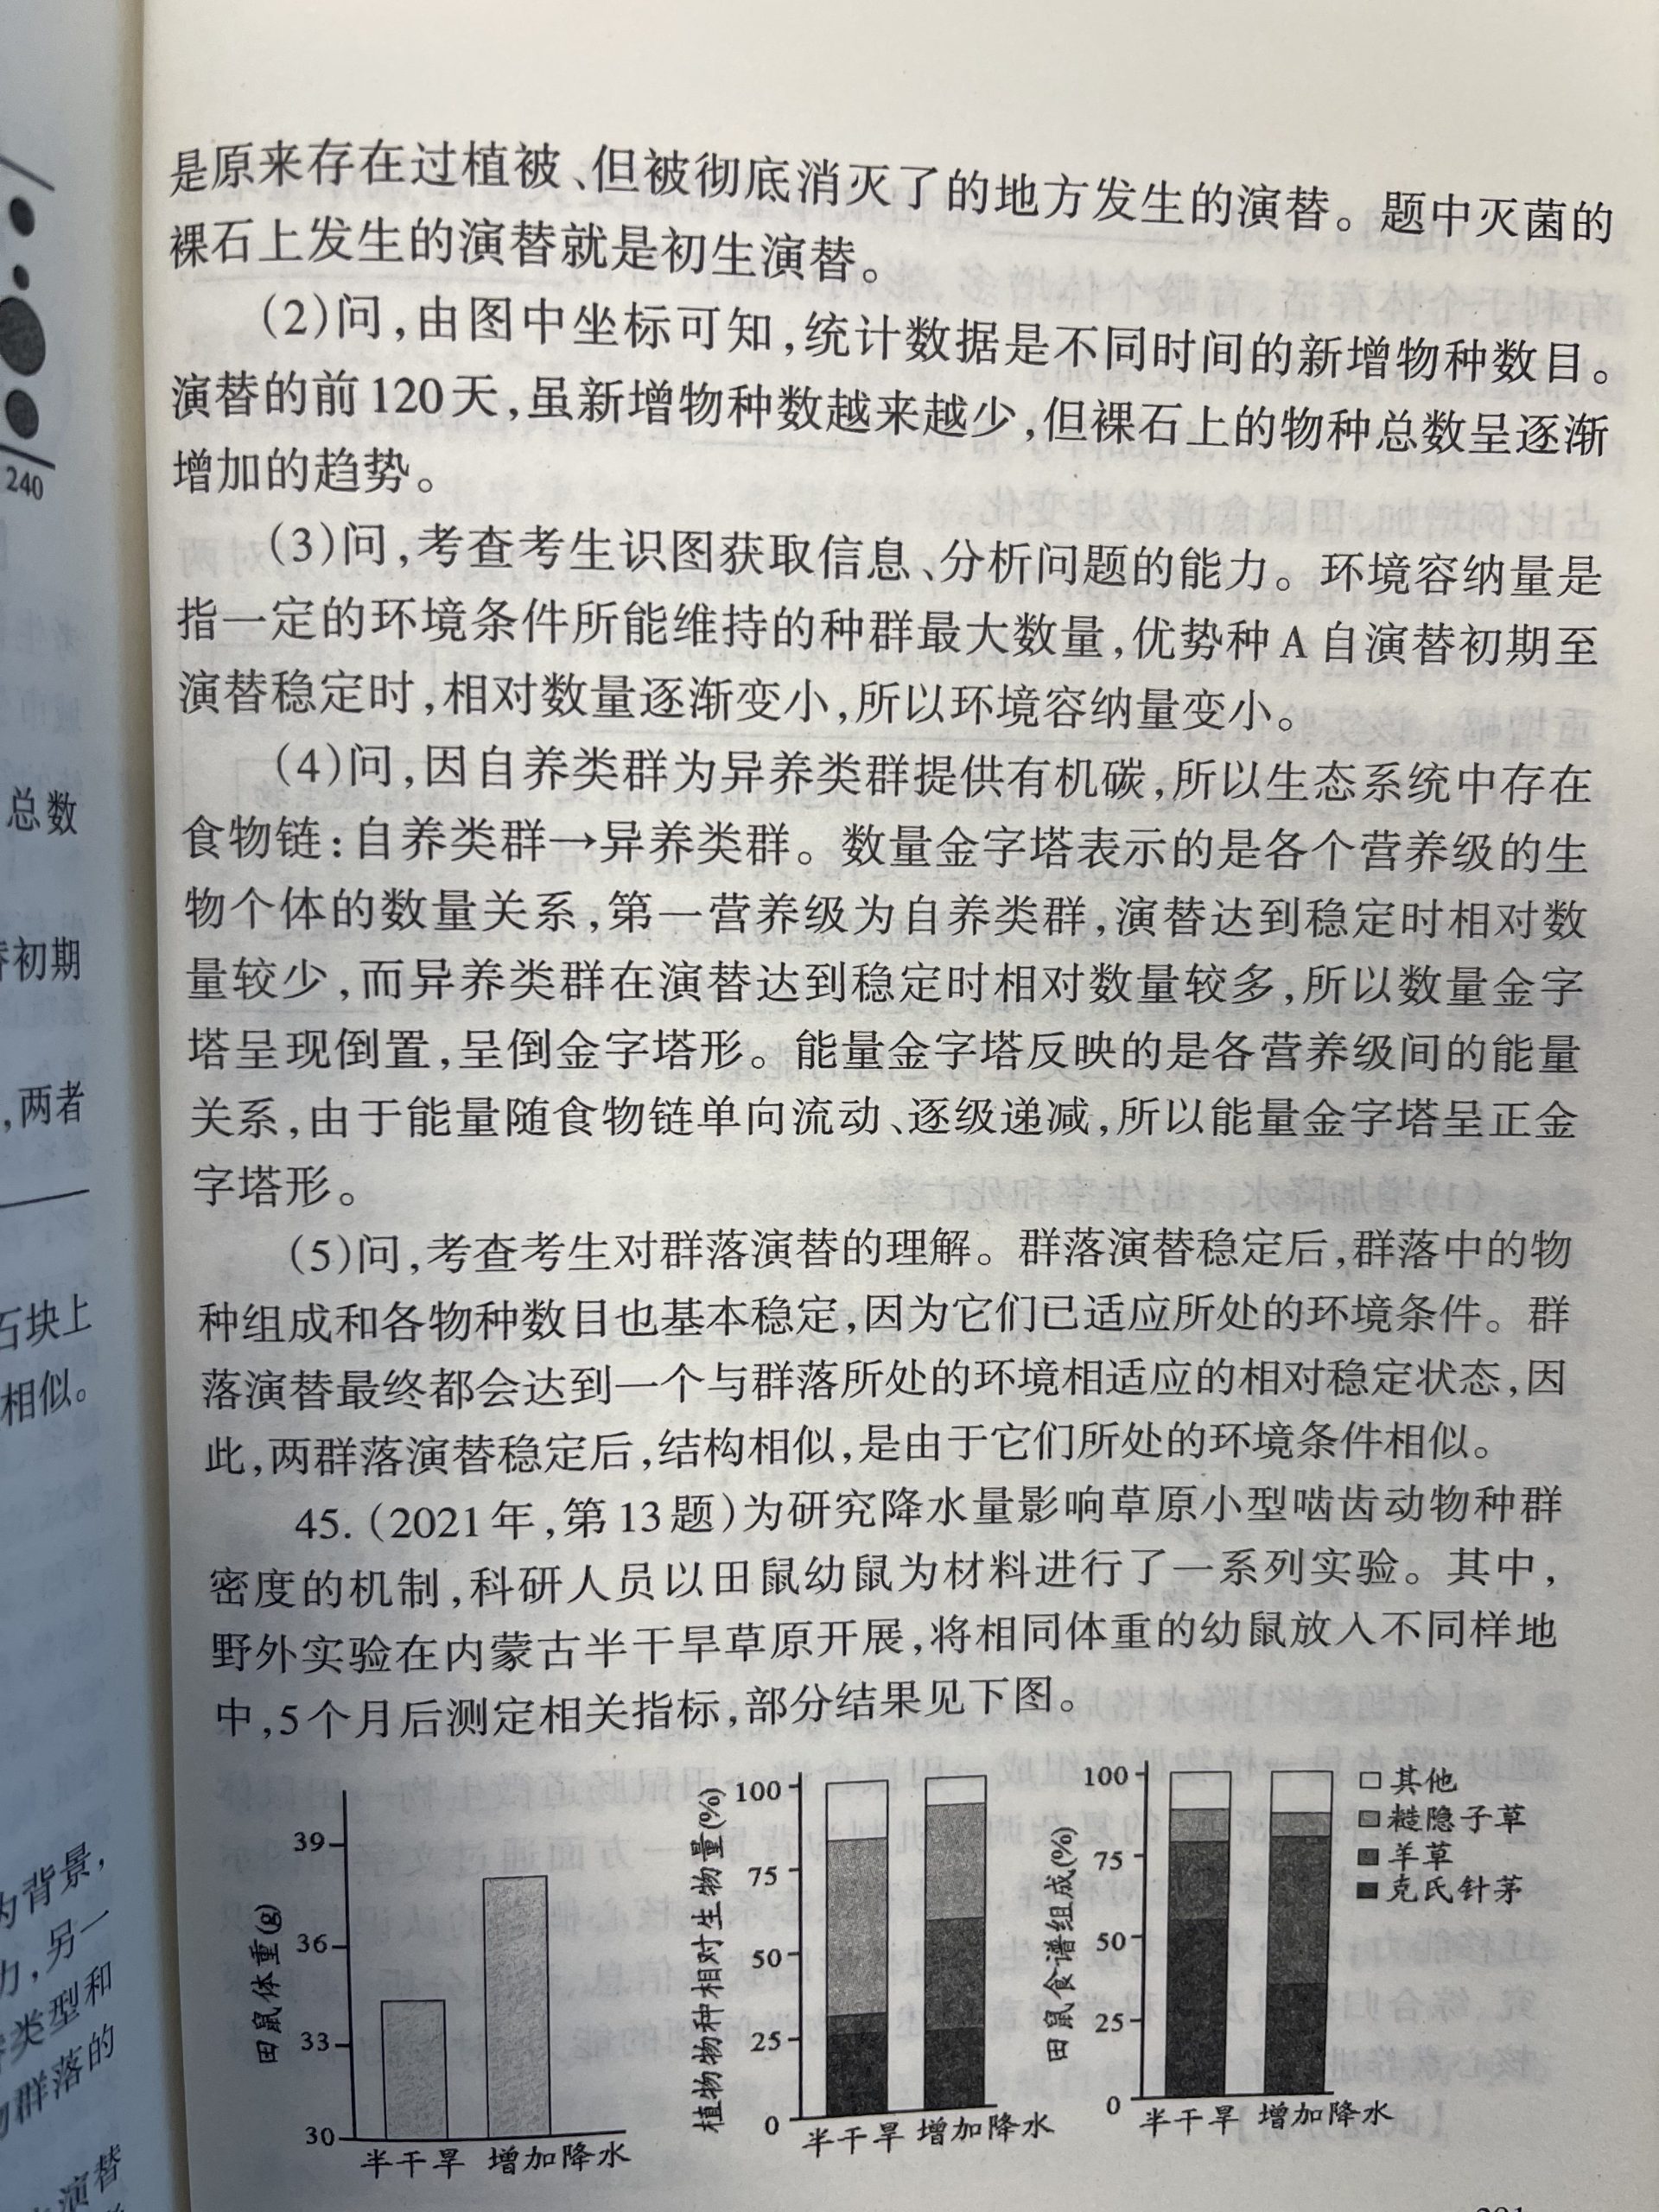 是原来存在过植被、但被彻底消灭了的地方发生的演替。题中灭菌的
裸石上发生的演替就是初生演替。
(2)问,由图中坐标可知,统计数据是不同时间的新增物种数目。
演替的前120天,虽新增物种数越来越少,但裸石上的物种总数呈逐渐
增加的趋势。
(3)问,考查考生识图获取信息、分析问题的能力。环境容纳量是
指一定的环境条件所能维持的种群最大数量,优势种A自演替初期至
演替稳定时,相对数量逐渐变小,所以环境容纳量变小。
(4)问,因自养类群为异养类群提供有机碳,所以生态系统中存在
食物链:自养类群→异养类群。数量金字塔表示的是各个营养级的生
物个体的数量关系,第一营养级为自养类群,演替达到稳定时相对数
量较少,而异养类群在演替达到稳定时相对数量较多,所以数量金字
塔呈现倒置,呈倒金字塔形。能量金字塔反映的是各营养级间的能量
关系,由于能量随食物链单向流动、逐级递减,所以能量金字塔呈正金
字塔形。
(5)问,考查考生对群落演替的理解。群落演替稳定后,群落中的物
种组成和各物种数目也基本稳定,因为它们已适应所处的环境条件。群
落演替最终都会达到一个与群落所处的环境相适应的相对稳定状态,因
此,两群落演替稳定后,结构相似,是由于它们所处的环境条件相似。
45.(2021年,第13题)为研究降水量影响草原小型啮齿动物种群
密度的机制,科研人员以田鼠幼鼠为材料进行了一系列实验。其中,
野外实验在内蒙古半干旱草原开展,将相同体重的幼鼠放入不同样地
中,5个月后测定相关指标,部分结果见下图。
田鼠体重(g)
39
36
33
30
半干旱 增加降水
植物物种相对生物量(%)
100
75
50
25
0
半干旱 增加降水
田鼠食谱组成(%)
100
75
50
25
0
半干旱 增加降水
其他
糙隐子草
羊草
克氏针茅
240
总数
初期
,两者
石块上
相似。
为背景,
力,另一
类型和
群落的
演替